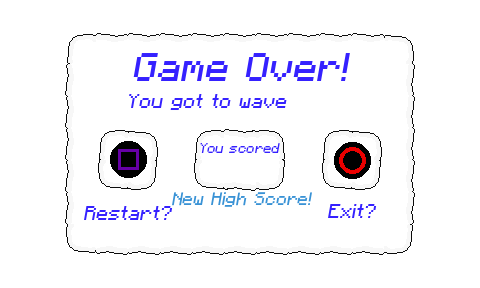 Game Over!
You got to wave
You scored
New High Score!
Restart?
Exit?